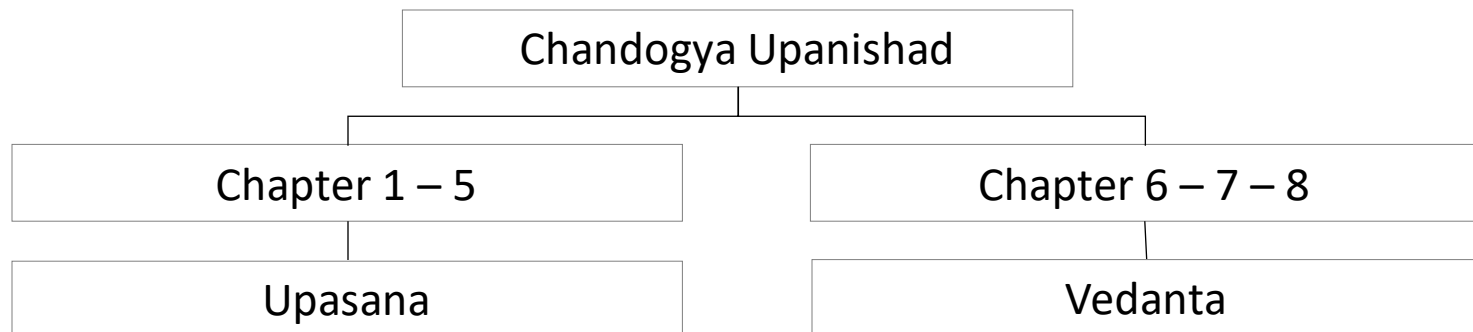 Chandogya Upanishad
Chapter 1 – 5
Chapter 6 – 7 – 8
Upasana
Vedanta